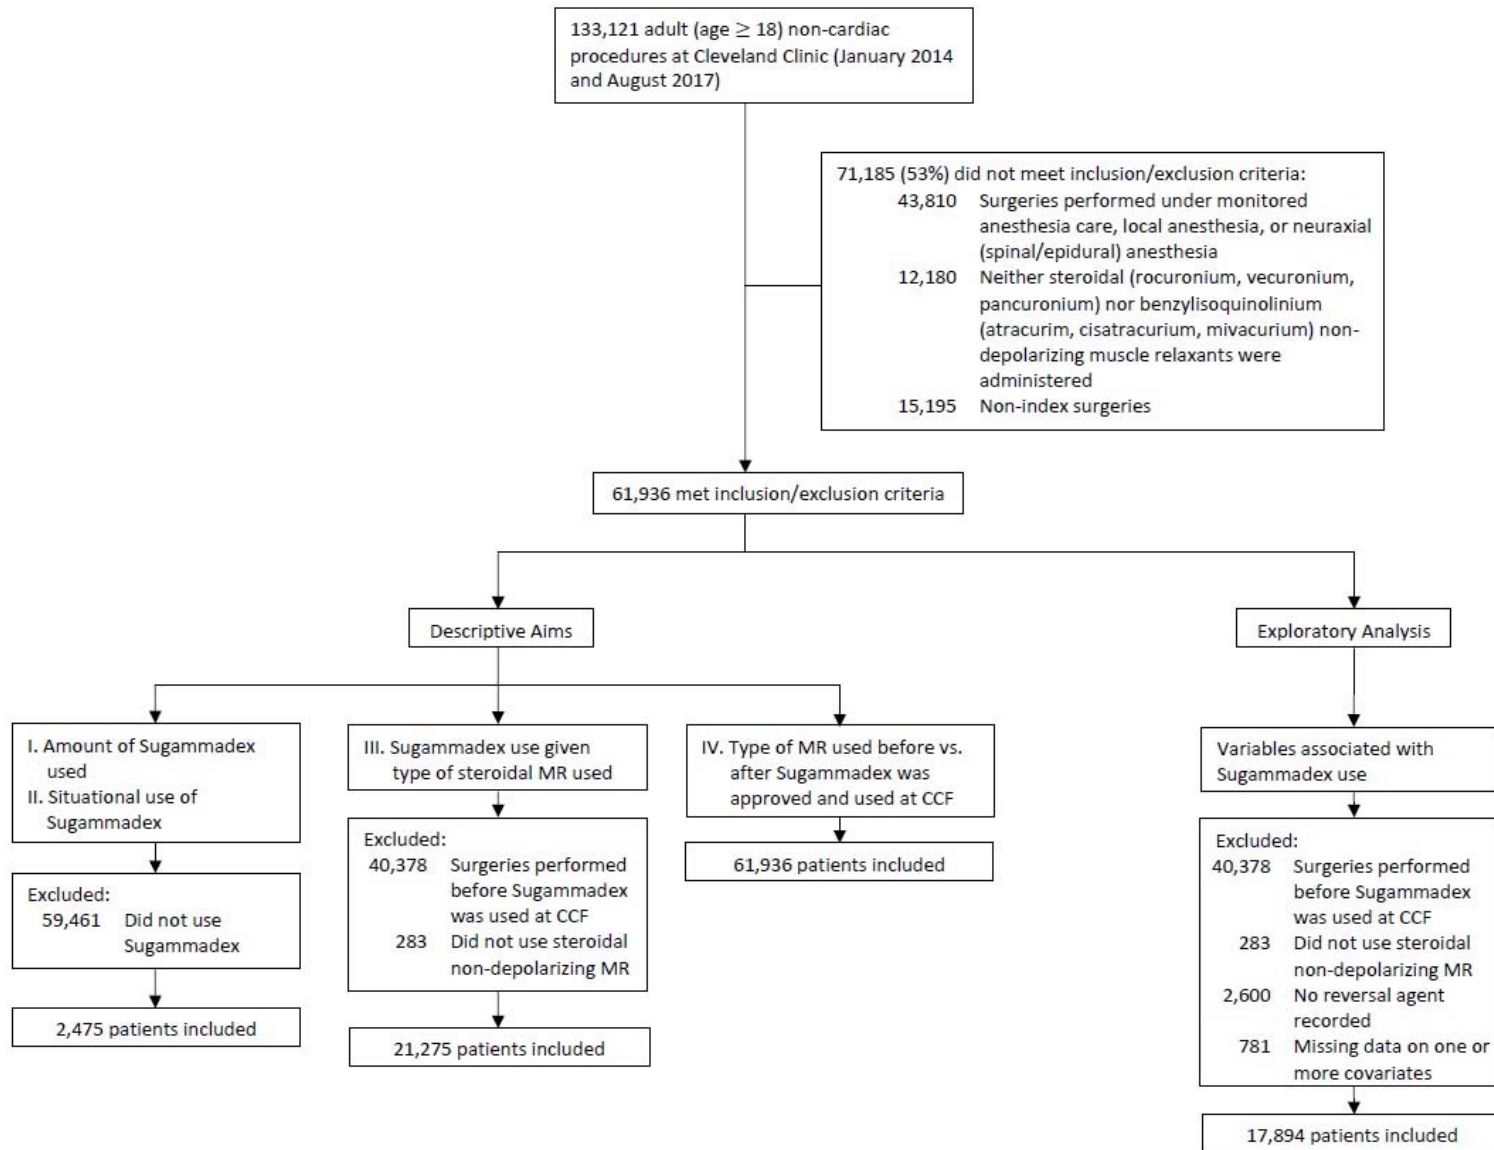 133,121 adult (age ≥ 18) non-cardiac
procedures at Cleveland Clinic (January 2014
and August 2017)
71,185 (53%) did not meet inclusion/exclusion criteria:
43,810 Surgeries performed under monitored
anesthesia care, local anesthesia, or neuraxial
(spinal/epidural) anesthesia
12,180 Neither steroidal (rocuronium, vecuronium,
pancuronium) nor benzylisoquinolinium
(atracurim, cisatracurium, mivacurium) non-
depolarizing muscle relaxants were
administered
15,195 Non-index surgeries
61,936 met inclusion/exclusion criteria
Descriptive Aims
Exploratory Analysis
I. Amount of Sugammadex
used
II. Situational use of
Sugammadex
Excluded:
59,461 Did not use
Sugammadex
2,475 patients included
III. Sugammadex use given
type of steroidal MR used
Excluded:
40,378 Surgeries performed
before Sugammadex
was used at CCF
283 Did not use steroidal
non-depolarizing MR
21,275 patients included
IV. Type of MR used before vs.
after Sugammadex was
approved and used at CCF
61,936 patients included
Variables associated with
Sugammadex use
Excluded:
40,378 Surgeries performed
before Sugammadex
was used at CCF
283 Did not use steroidal
non-depolarizing MR
2,600 No reversal agent
recorded
781 Missing data on one or
more covariates
17,894 patients included